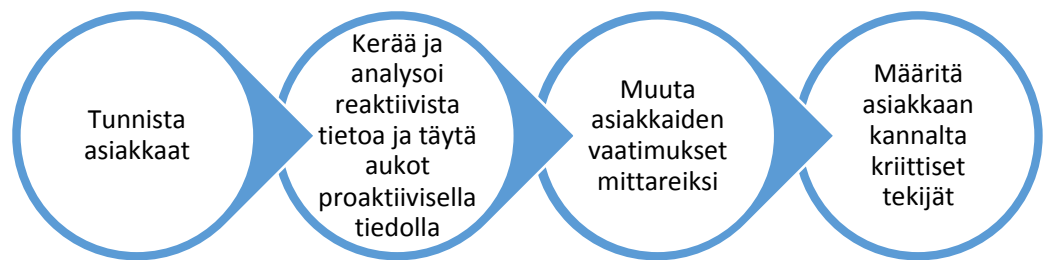 Tunnista
asiakkaat
Kerää ja
analysoi
reaktiivista
tietoa ja täytä
aukot
proaktiivisella
tiedolla
Muuta
asiakkaiden
vaatimukset
mittareiksi
Määritä
asiakkaan
kannalta
kriittiset
tekijät